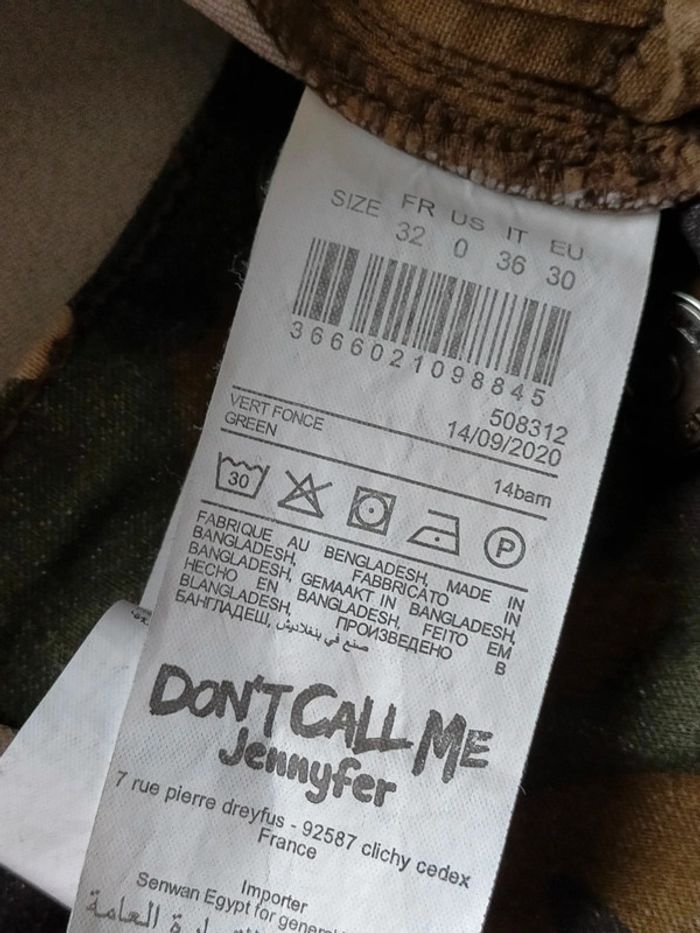 SIZE FR US IT EU
32 0 36 30
3666021098845
508312
VERT FONCE 14/09/2020
GREEN
14bam
30
P
FABRIQUE AU BENGLADESH, MADE IN
BANGLADESH, FABBRICATO IN
BANGLADESH, GEMAAKT IN BANGLADESH,
HECHO EN BANGLADESH, FEITO EM
BLANGLADESH, ПРОИЗВЕДЕНО В
БАНГЛАДЕШ, صنع في بنغلاديش
DON'T CALL ME
Jennyfer
7 rue pierre dreyfus - 92587 clichy cedex
France
Importer
Senwan Egypt for general
العامة